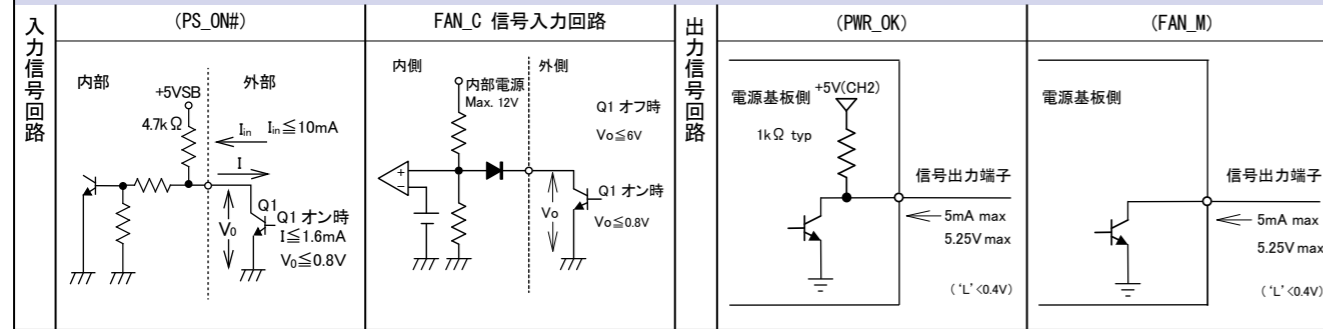 入力信号回路
(PS_ON#)
内部
外部
+5VSB
4.7kΩ
Iin
Iin≦10mA
I
Q1
V0
Q1 オン時
I≦1.6mA
V0≦0.8V
FAN_C 信号入力回路
内側
外側
内部電源
Max. 12V
Q1 オフ時
Vo≦6V
+
−
Vo
Q1 オン時
Vo≦0.8V
出力信号回路
(PWR_OK)
電源基板側
+5V(CH2)
1kΩ typ
信号出力端子
5mA max
5.25V max
(‘L’<0.4V)
(FAN_M)
電源基板側
信号出力端子
5mA max
5.25V max
(‘L’<0.4V)